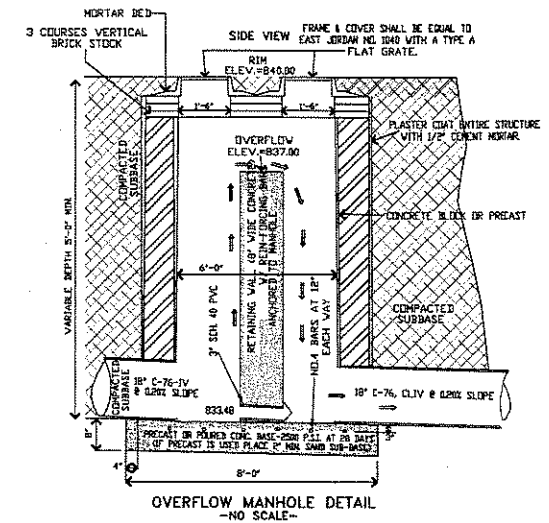 MORTAR BED
3 COURSES VERTICAL
BRICK STOCK
SIDE VIEW
FRAME & COVER SHALL BE EQUAL TO
EAST JORDAN NO. 1040 WITH A TYPE A
FLAT GRATE.
RIM
ELEV.=840.00
1'-6"
1'-6"
OVERFLOW
ELEV.=837.00
PLASTER COAT ENTIRE STRUCTURE
WITH 1/2" CEMENT MORTAR.
CONCRETE BLOCK OR PRECAST
COMPACTED
SUBBASE
VARIABLE DEPTH 5'-0" MIN.
6'-0"
RETAINING WALL (8" WIDE CONCRETE
W/ REIN-FORCING BARS
ANCHORED TO MANHOLE
3" SCH. 40 PVC
NO.4 BARS AT 12"
EACH WAY
COMPACTED
SUBBASE
COMPACTED
SUBBASE
18" C-76-IV
@ 0.20% SLOPE
833.48
18" C-76, CL.IV @ 0.20% SLOPE
PRECAST OR POURED CONC. BASE-2500 P.S.I. AT 28 DAYS
(IF PRECAST IS USED PLACE 2" MIN. SAND SUB-BASE)
8"
3"
4"
8'-0"
OVERFLOW MANHOLE DETAIL
-NO SCALE-